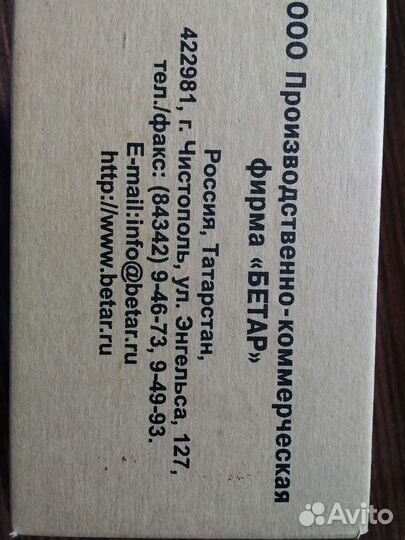 ООО Производственно-коммерческая
фирма «БЕТАР»
Россия, Татарстан,
422981, г. Чистополь, ул. Энгельса, 127,
тел./факс: (84342) 9-46-73, 9-49-93.
E-mail:info@betar.ru
http://www.betar.ru
Avito